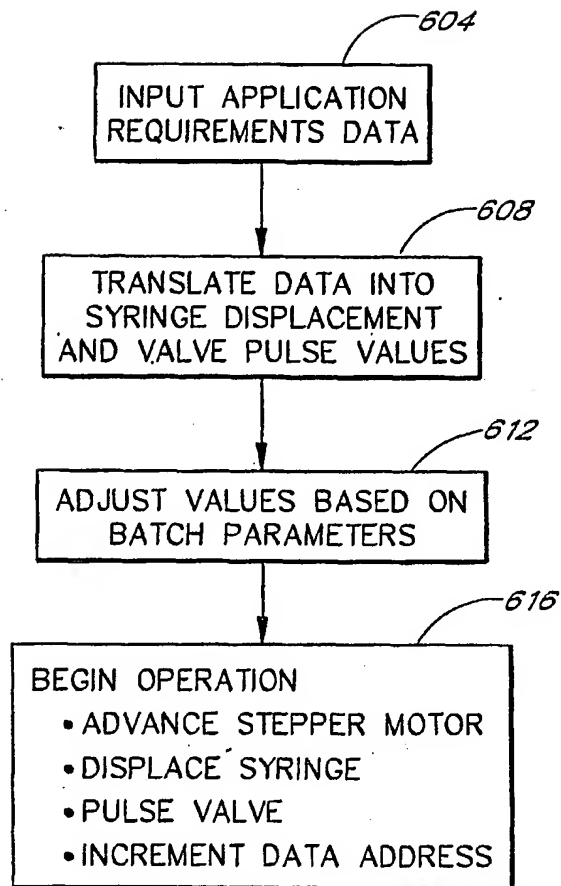 604
INPUT APPLICATION
REQUIREMENTS DATA
608
TRANSLATE DATA INTO
SYRINGE DISPLACEMENT
AND VALVE PULSE VALUES
612
ADJUST VALUES BASED ON
BATCH PARAMETERS
616
BEGIN OPERATION
• ADVANCE STEPPER MOTOR
• DISPLACE SYRINGE
• PULSE VALVE
• INCREMENT DATA ADDRESS